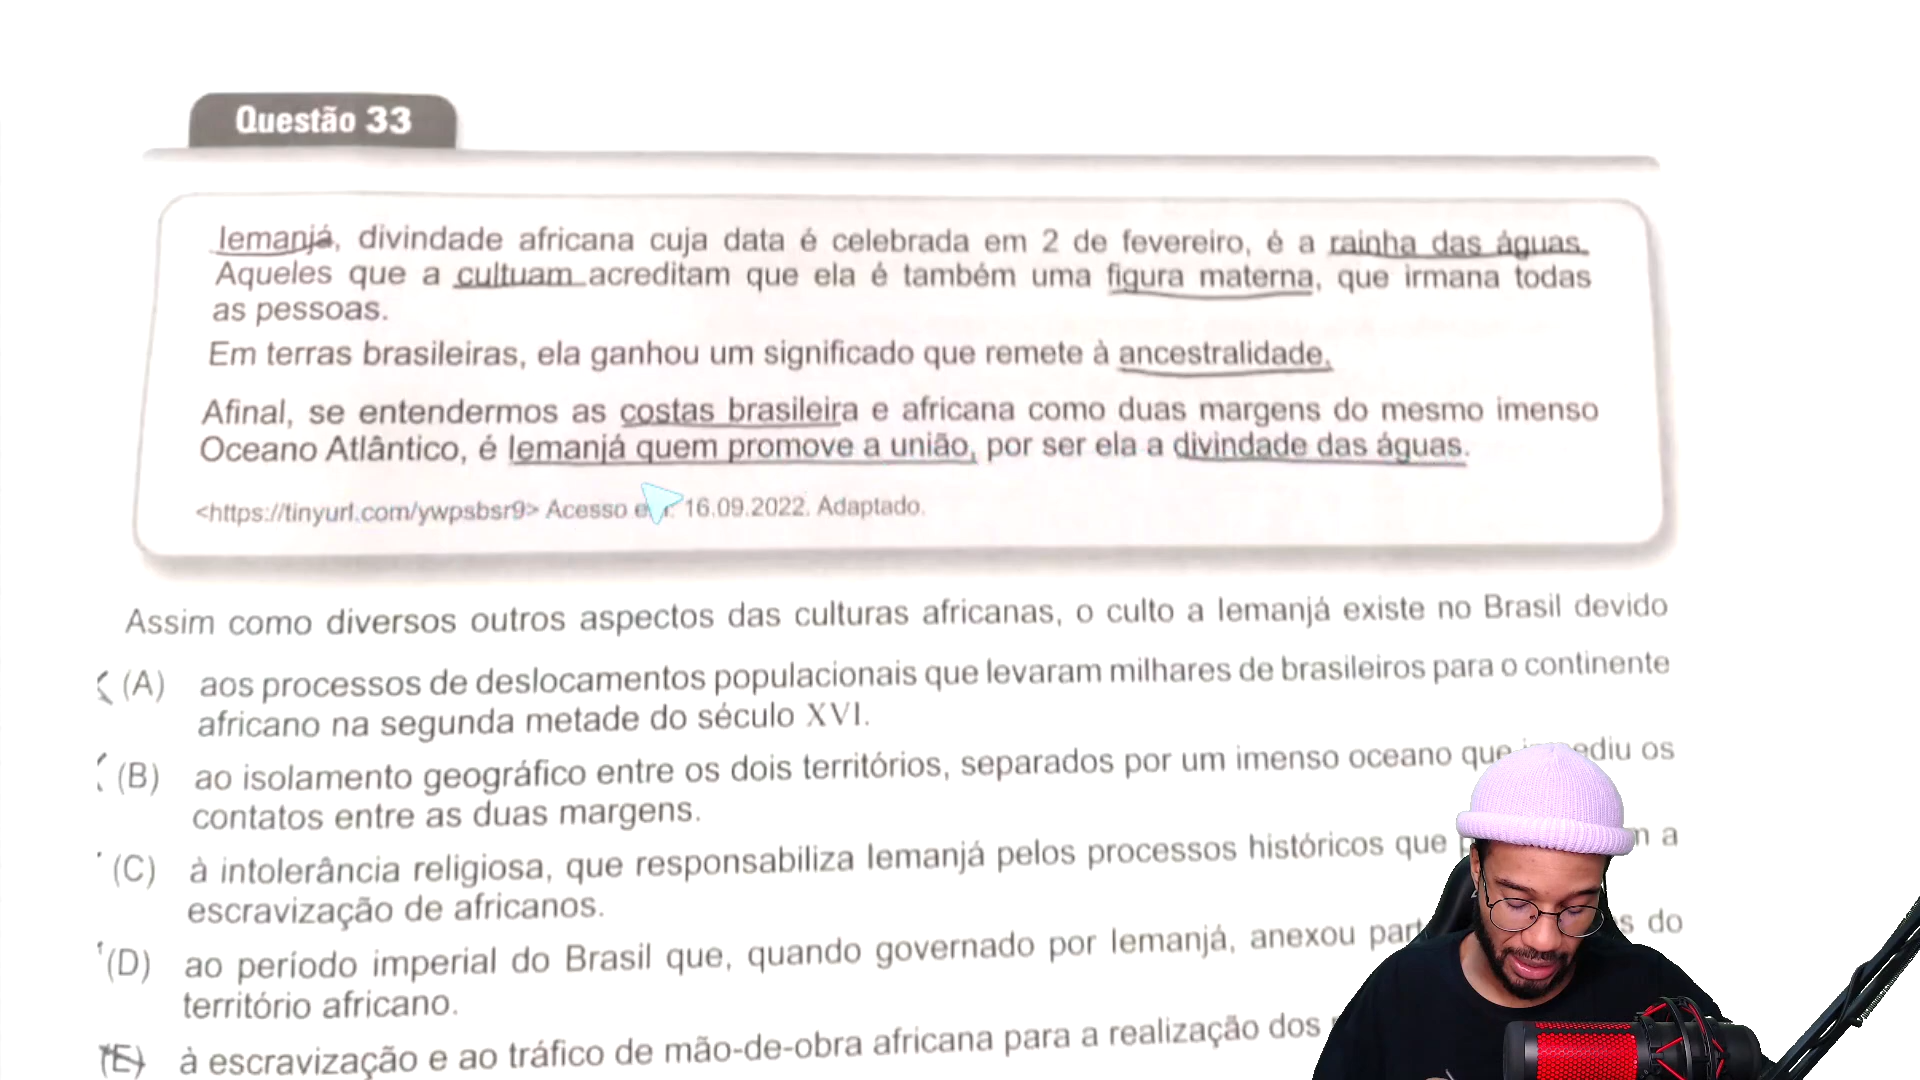 Questão 33
Iemanjá, divindade africana cuja data é celebrada em 2 de fevereiro, é a rainha das águas.
Aqueles que a cultuam acreditam que ela é também uma figura materna, que irmana todas
as pessoas.
Em terras brasileiras, ela ganhou um significado que remete à ancestralidade.
Afinal, se entendermos as costas brasileira e africana como duas margens do mesmo imenso
Oceano Atlântico, é Iemanjá quem promove a união, por ser ela a divindade das águas.
<https://tinyurl.com/ywpsbsr9> Acesso 16.09.2022. Adaptado.
Assim como diversos outros aspectos das culturas africanas, o culto a Iemanjá existe no Brasil devido
(A) aos processos de deslocamentos populacionais que levaram milhares de brasileiros para o continente
africano na segunda metade do século XVI.
(B) ao isolamento geográfico entre os dois territórios, separados por um imenso oceano que os
contatos entre as duas margens.
(C) à intolerância religiosa, que responsabiliza Iemanjá pelos processos históricos que a
escravização de africanos.
(D) ao período imperial do Brasil que, quando governado por Iemanjá, anexou do
território africano.
(E) à escravização e ao tráfico de mão-de-obra africana para a realização dos